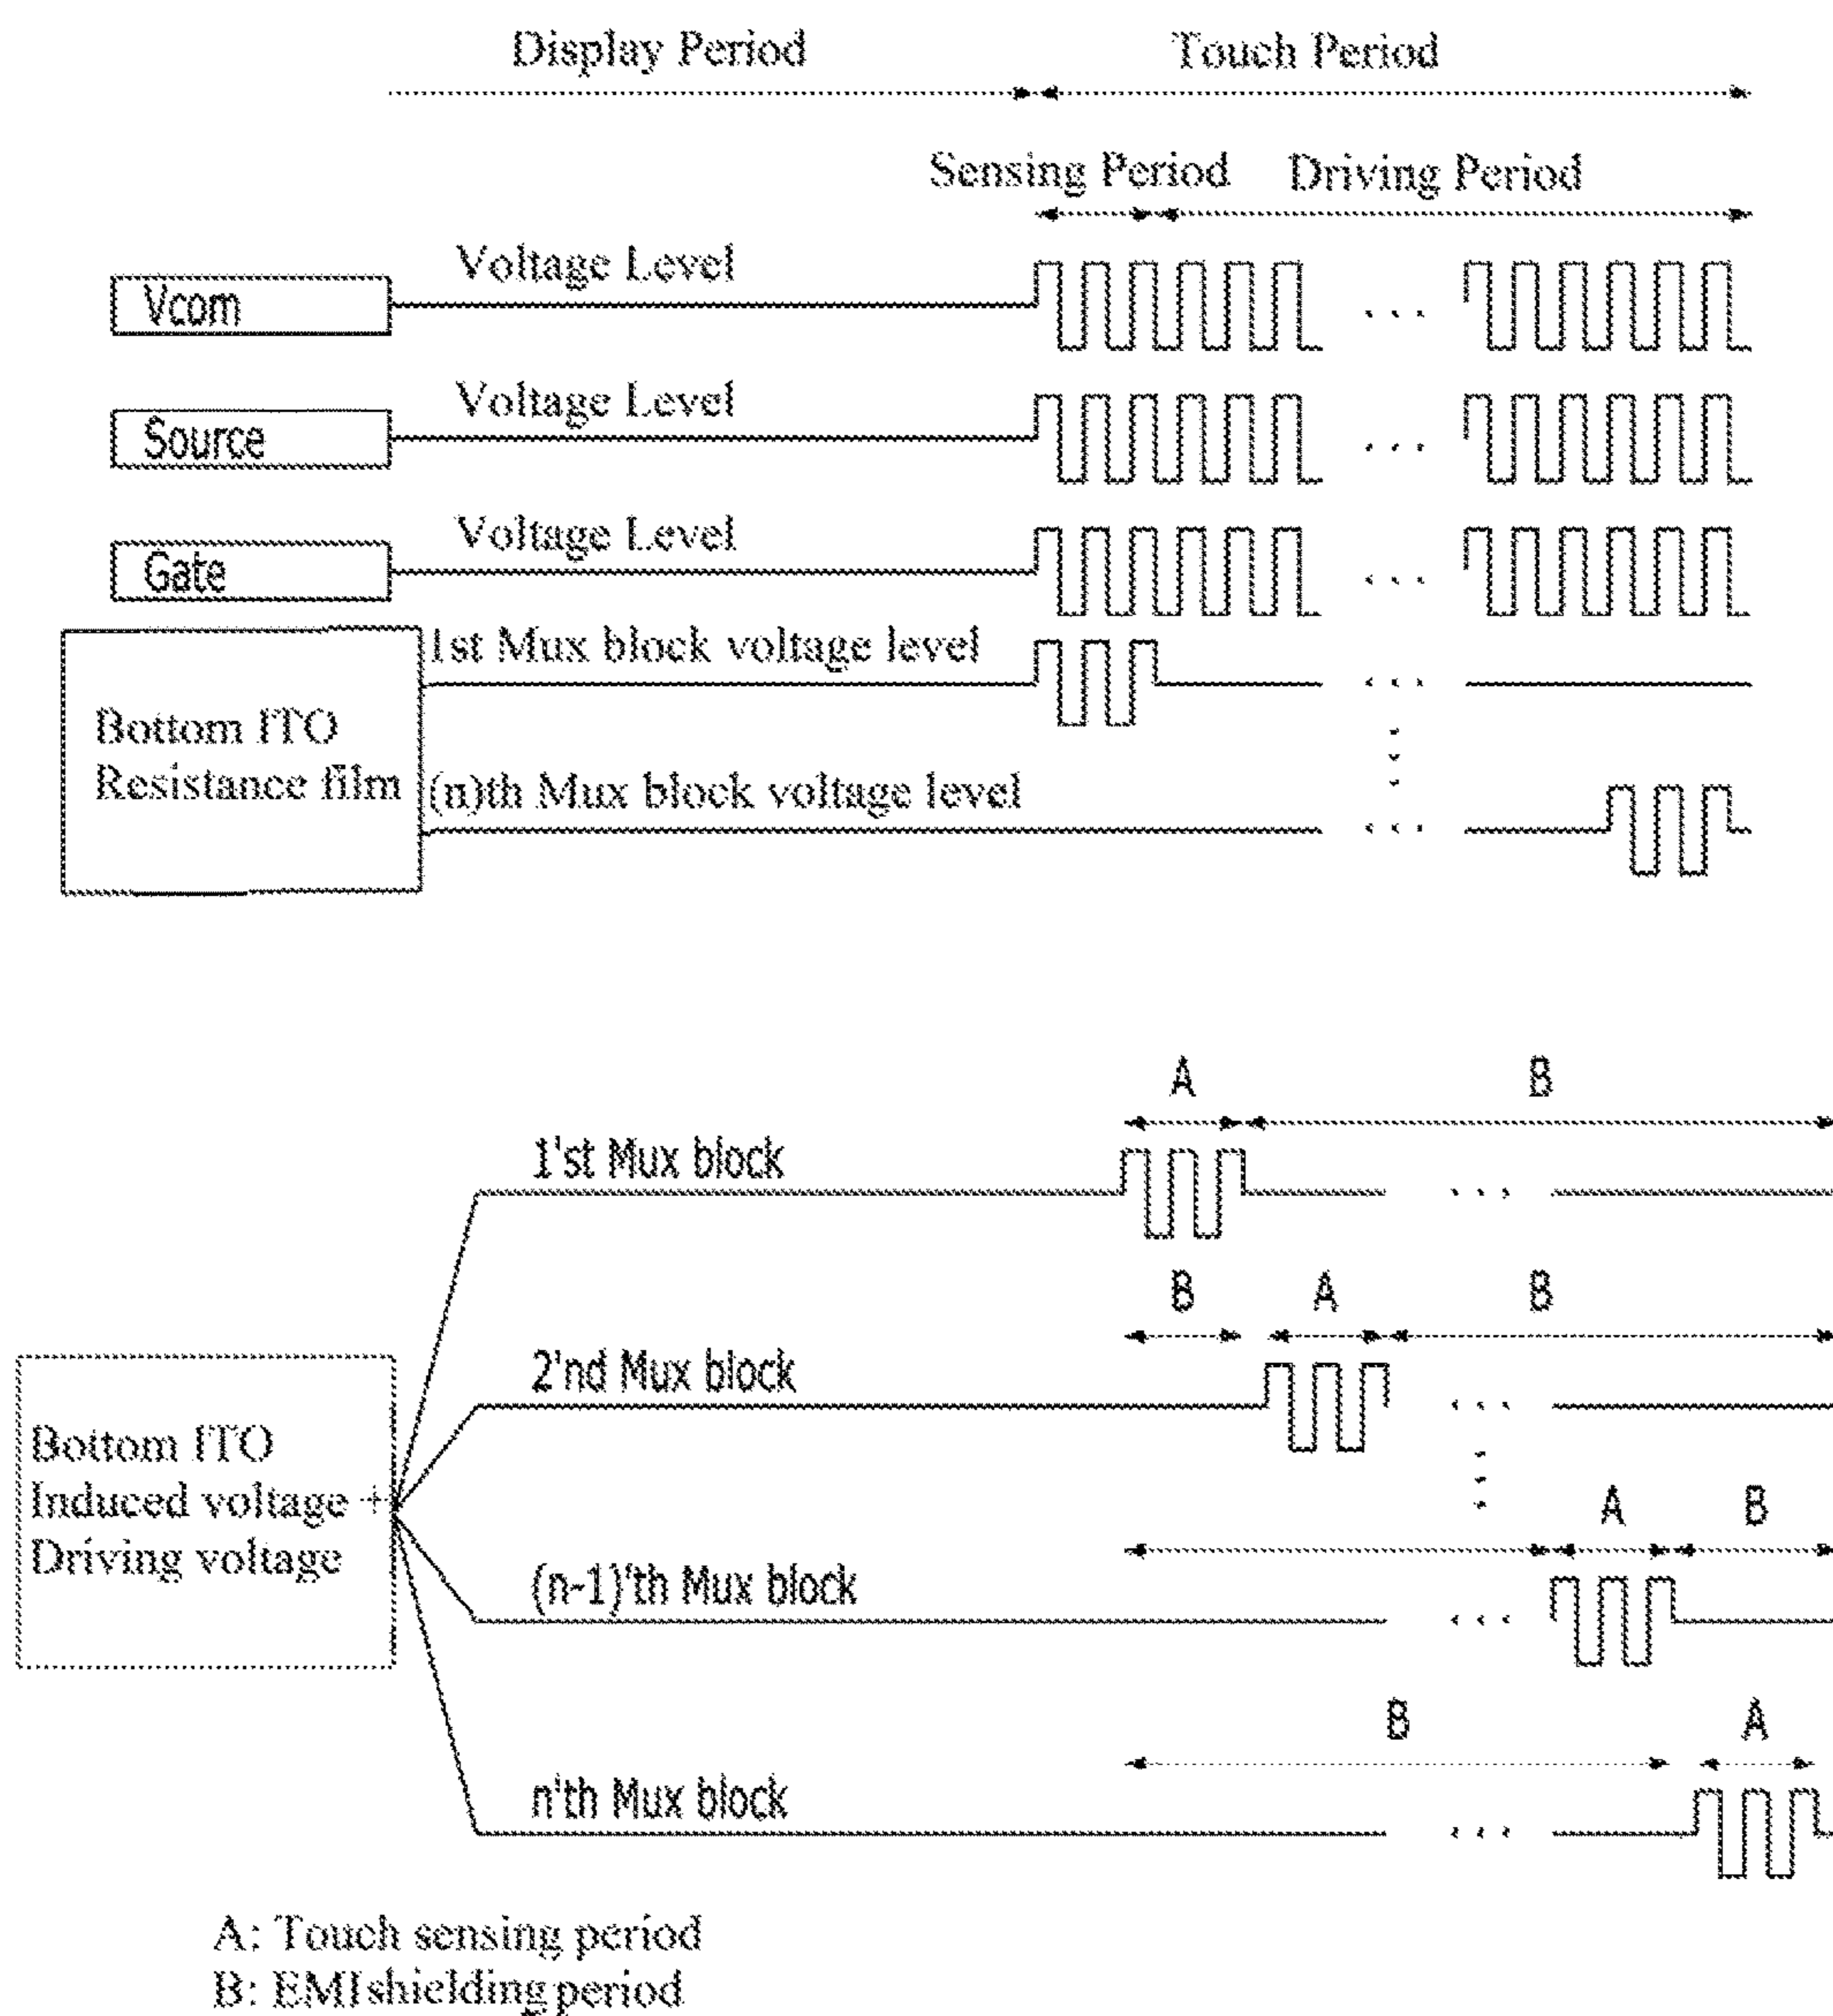 Display Period Touch Period
Sensing Period Driving Period
Vcom Voltage Level
Source Voltage Level
Gate Voltage Level
1st Mux block voltage level
Bottom ITO
Resistance film
(n)th Mux block voltage level
A B
1'st Mux block
B A B
2'nd Mux block
Bottom ITO
Induced voltage +
Driving voltage
A B
(n-1)'th Mux block
B A
n'th Mux block
A: Touch sensing period
B: EMI shielding period